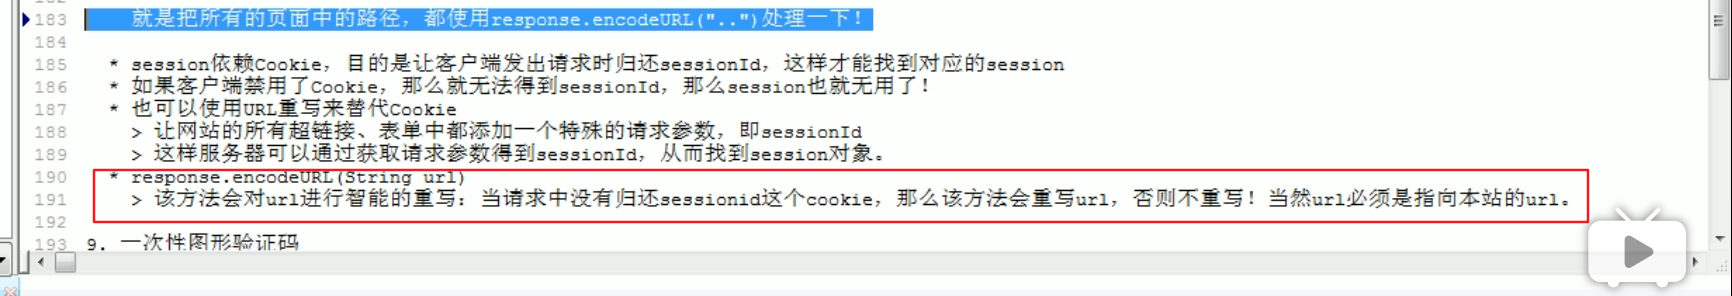 183 就是把所有的页面中的路径，都使用response.encodeURL("..")处理一下！
184
185 * session依赖Cookie，目的是让客户端发出请求时归还sessionId，这样才能找到对应的session
186 * 如果客户端禁用了Cookie，那么就无法得到sessionId，那么session也就无用了！
187 * 也可以使用URL重写来替代Cookie
188 > 让网站的所有超链接、表单中都添加一个特殊的请求参数，即sessionId
189 > 这样服务器可以通过获取请求参数得到sessionId，从而找到session对象。
190 * response.encodeURL(String url)
191 > 该方法会对url进行智能的重写：当请求中没有归还sessionid这个cookie，那么该方法会重写url，否则不重写！当然url必须是指向本站的url。
192
193 9. 一次性图形验证码